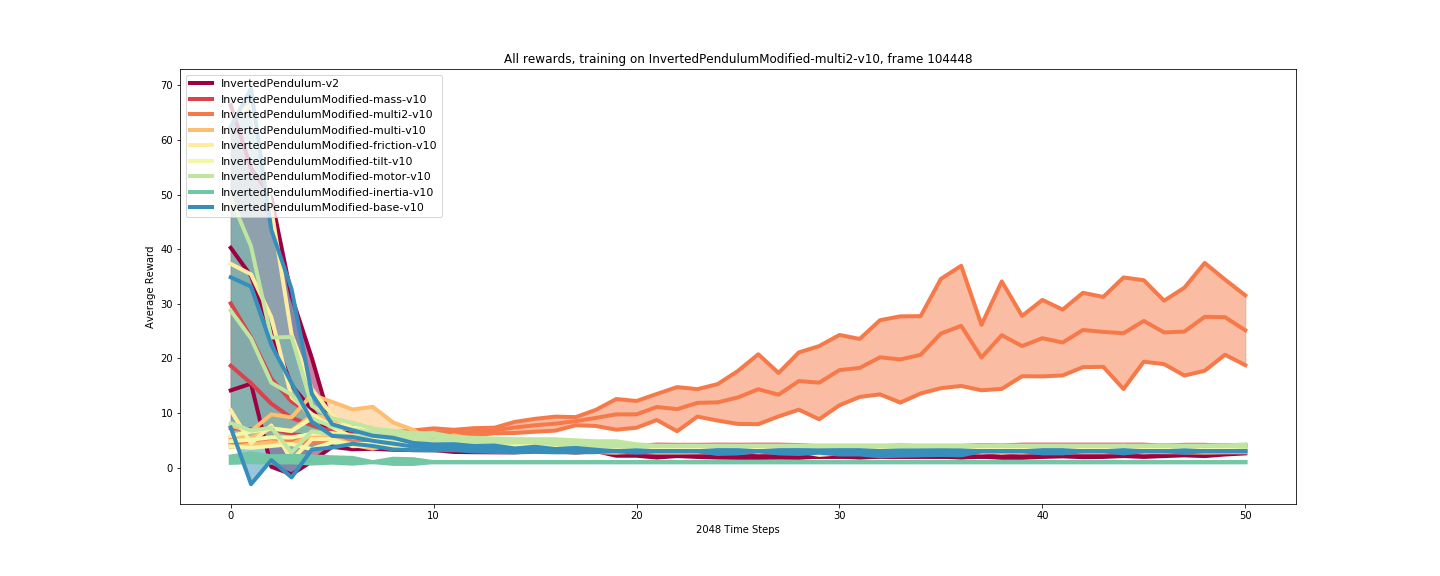 All rewards, training on InvertedPendulumModified-multi2-v10, frame 104448
InvertedPendulum-v2
InvertedPendulumModified-mass-v10
InvertedPendulumModified-multi2-v10
InvertedPendulumModified-multi-v10
InvertedPendulumModified-friction-v10
InvertedPendulumModified-tilt-v10
InvertedPendulumModified-motor-v10
InvertedPendulumModified-inertia-v10
InvertedPendulumModified-base-v10
Average Reward
70
60
50
40
30
20
10
0
0 10 20 30 40 50
2048 Time Steps